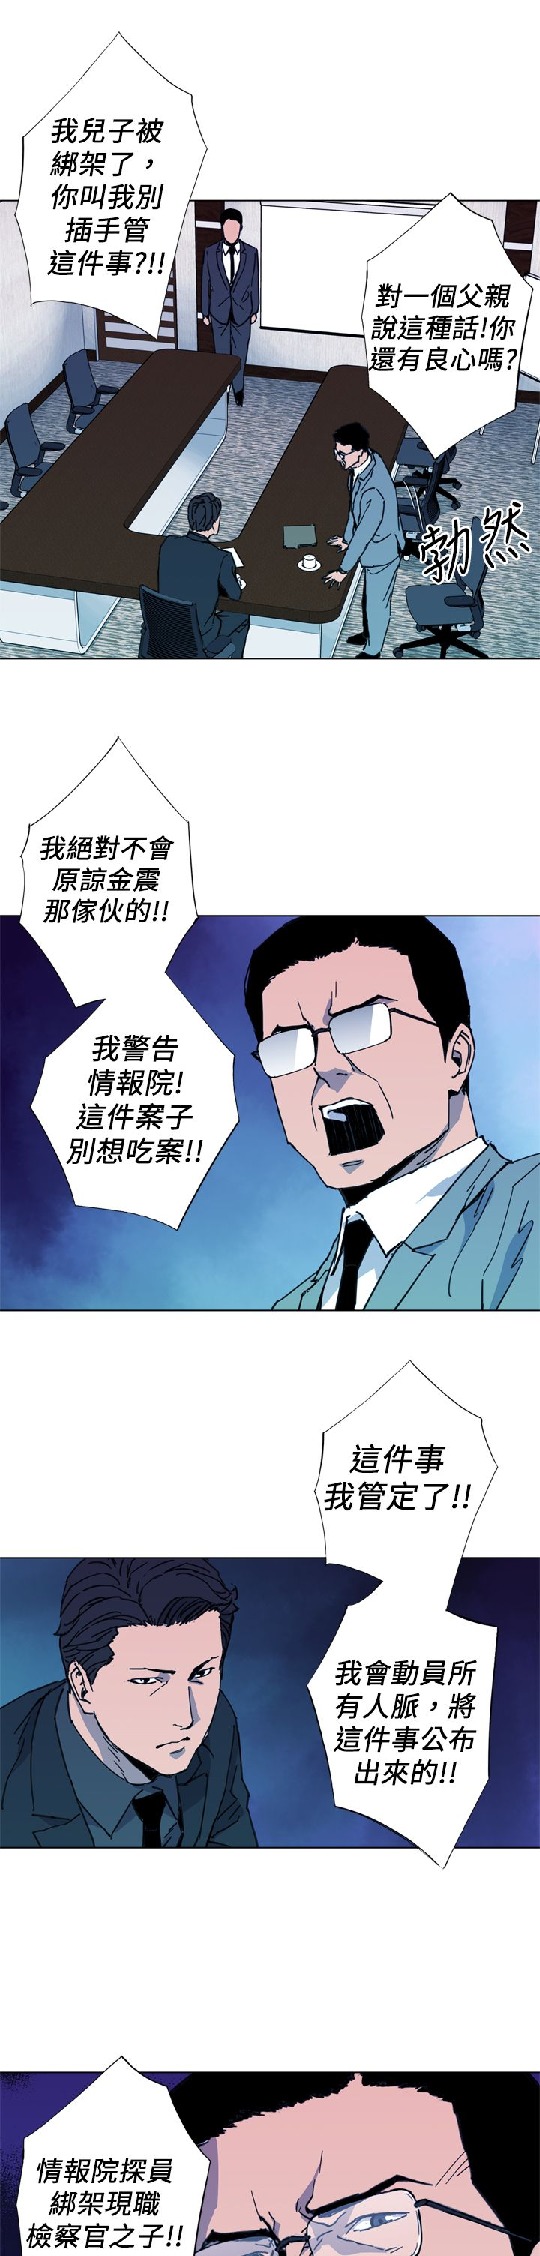 我兒子被
綁架了，
你叫我別
插手管
這件事?!!
對一個父親
說這種話!你
還有良心嗎?
勃然
我絕對不會
原諒金震
那傢伙的!!
我警告
情報院!
這件案子
別想吃案!!
這件事
我管定了!!
我會動員所
有人脈，將
這件事公布
出來的!!
情報院探員
綁架現職
檢察官之子!!